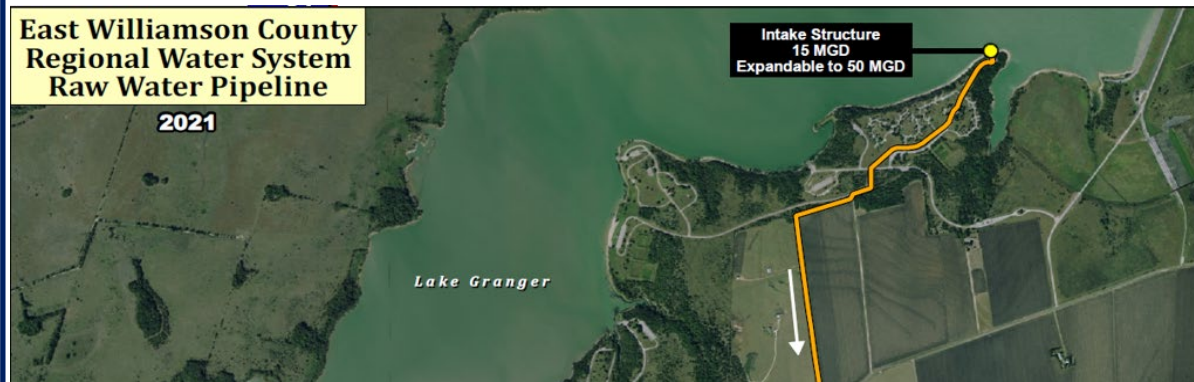 East Williamson County
Regional Water System
Raw Water Pipeline
2021
Intake Structure
15 MGD
Expandable to 50 MGD
Lake Granger